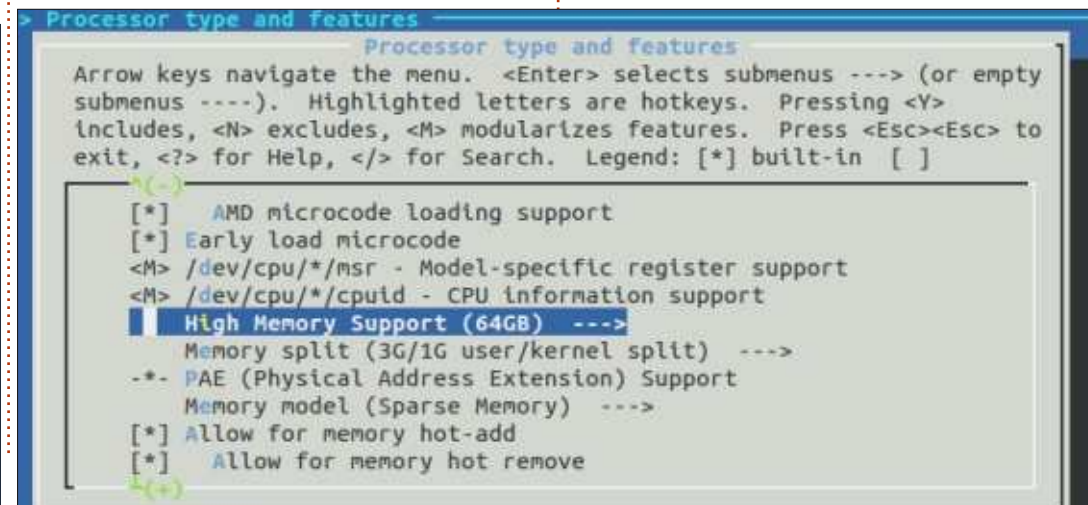 > Processor type and features
Processor type and features
Arrow keys navigate the menu.  <Enter> selects submenus ---> (or empty
submenus ----).  Highlighted letters are hotkeys.  Pressing <Y>
includes, <N> excludes, <M> modularizes features.  Press <Esc><Esc> to
exit, <?> for Help, </> for Search.  Legend: [*] built-in  [ ]
^(-)
[*]   AMD microcode loading support
[*] Early load microcode
<M> /dev/cpu/*/msr - Model-specific register support
<M> /dev/cpu/*/cpuid - CPU information support
High Memory Support (64GB)  --->
Memory split (3G/1G user/kernel split)  --->
-*- PAE (Physical Address Extension) Support
Memory model (Sparse Memory)  --->
[*] Allow for memory hot-add
[*]   Allow for memory hot remove
(+)